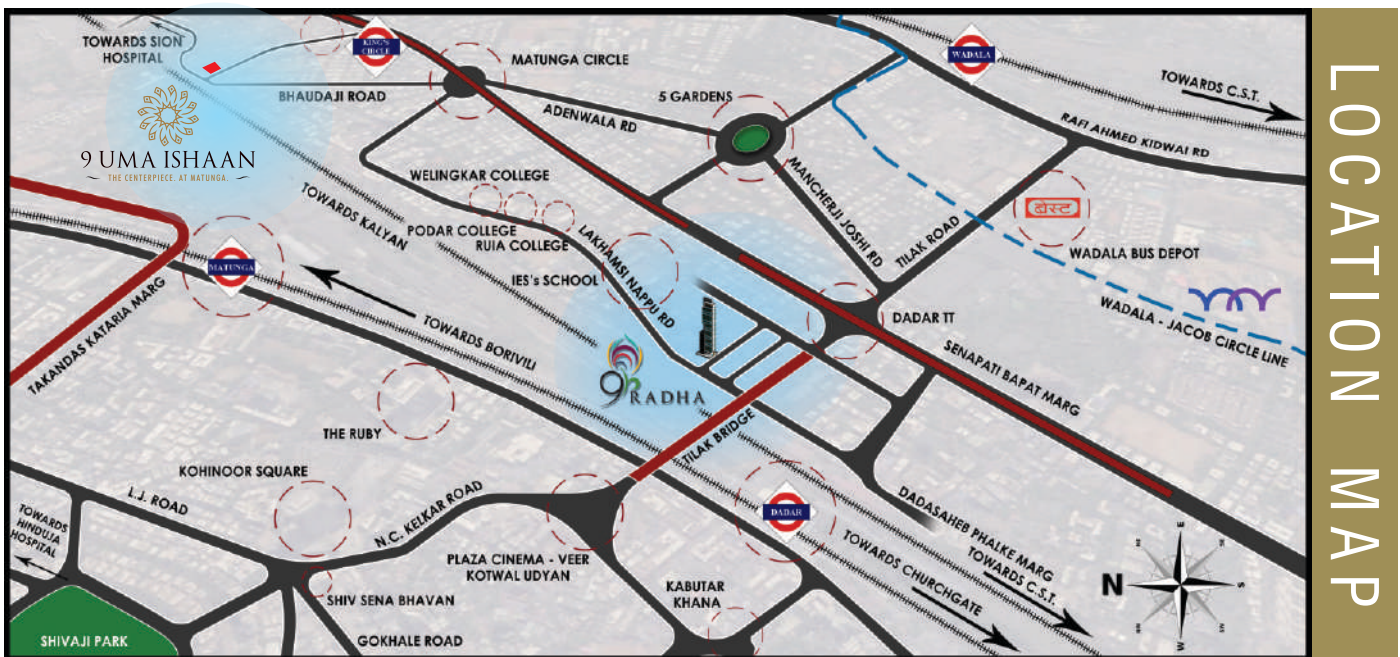 TOWARDS SION
HOSPITAL
KING'S
CIRCLE
MATUNGA CIRCLE
WADALA
TOWARDS C.S.T.
BHAUDAJI ROAD
ADENWALA RD
5 GARDENS
RAFI AHMED KIDWAI RD
9 UMA ISHAAN
THE CENTERPIECE. AT MATUNGA.
WELINGKAR COLLEGE
MANCHERJI JOSHI RD
TOWARDS KALYAN
PODAR COLLEGE
RUIA COLLEGE
LAKHAMSI NAPPU RD
TILAK ROAD
बेस्ट
WADALA BUS DEPOT
MATUNGA
IES's SCHOOL
TAKANDAS KATARIA MARG
TOWARDS BORIVILI
DADAR TT
WADALA - JACOB CIRCLE LINE
SENAPATI BAPAT MARG
9 RADHA
THE RUBY
TILAK BRIDGE
KOHINOOR SQUARE
L.J. ROAD
N.C. KELKAR ROAD
DADAR
DADASAHEB PHALKE MARG
TOWARDS C.S.T.
TOWARDS CHURCHGATE
TOWARDS
HINDUJA
HOSPITAL
PLAZA CINEMA - VEER
KOTWAL UDYAN
KABUTAR
KHANA
SHIV SENA BHAVAN
GOKHALE ROAD
SHIVAJI PARK
E
NE
SE
N
S
NW
SW
W
LOCATION MAP